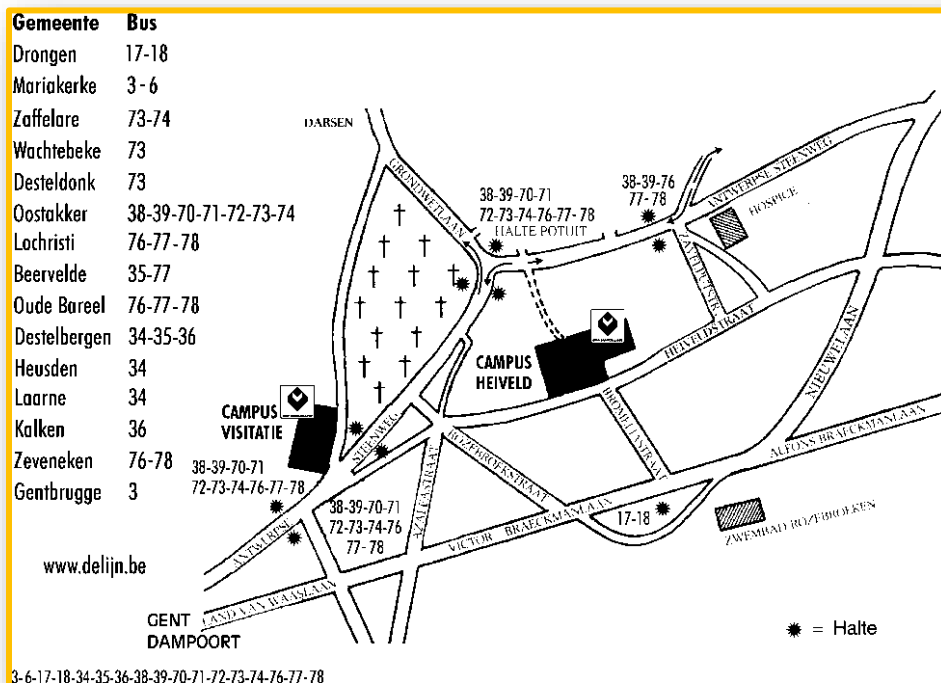 Gemeente Bus
Drongen 17-18
Mariakerke 3-6
Zaffelare 73-74
Wachtebeke 73
Desteldonk 73
Oostakker 38-39-70-71-72-73-74
Lochristi 76-77-78
Beervelde 35-77
Oude Bareel 76-77-78
Destelbergen 34-35-36
Heusden 34
Laarne 34
Kalken 36
Zeveneken 76-78
Gentbrugge 3
www.delijn.be
DARSEN
GRONDWETLAAN
38-39-70-71
72-73-74-76-77-78
HALTE POTUIT
38-39-76
77-78
ANTWERPSE STEENWEG
HOSPICE
CAMPUS
HEIVELD
HEIVELDSTRAAT
NIEUWELAAN
CAMPUS
VISITATIE
38-39-70-71
72-73-74-76-77-78
ANTWERPSE
STEENWEG
38-39-70-71
72-73-74-76
77-78
AZALEASTRAAT
ROZEBROEKSTRAAT
BROMELIASTRAAT
ALFONS BRAECKMANLAAN
VICTOR BRAECKMANLAAN
17-18
ZWEMBAD ROZEBROEKEN
LAND VAN WAASLAAN
GENT
DAMPOORT
= Halte
3-6-17-18-34-35-36-38-39-70-71-72-73-74-76-77-78